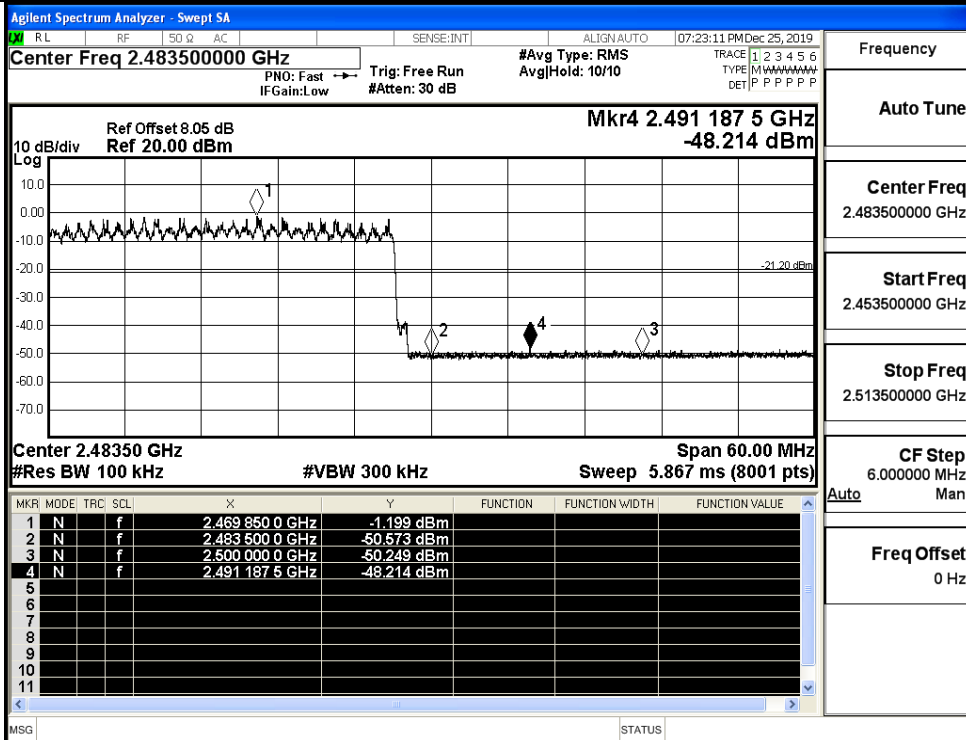 Agilent Spectrum Analyzer - Swept SA
LXI RL RF 50 Ω AC SENSE:INT ALIGNAUTO 07:23:11 PMDec 25, 2019
Center Freq 2.483500000 GHz
#Avg Type: RMS
TRACE 1 2 3 4 5 6
PNO: Fast
Trig: Free Run
Avg|Hold: 10/10
TYPE M WWWWW
IFGain:Low
#Atten: 30 dB
DET P P P P P P
Mkr4 2.491 187 5 GHz
-48.214 dBm
Ref Offset 8.05 dB
10 dB/div Ref 20.00 dBm
Log
10.0
0.00
-10.0
-20.0
-30.0
-40.0
-50.0
-60.0
-70.0
1
-21.20 dBm
2
4
3
Center 2.48350 GHz Span 60.00 MHz
#Res BW 100 kHz #VBW 300 kHz Sweep 5.867 ms (8001 pts)
MKR MODE TRC SCL X Y FUNCTION FUNCTION WIDTH FUNCTION VALUE
1 N f 2.469 850 0 GHz -1.199 dBm
2 N f 2.483 500 0 GHz -50.573 dBm
3 N f 2.500 000 0 GHz -50.249 dBm
4 N f 2.491 187 5 GHz -48.214 dBm
5
6
7
8
9
10
11
MSG STATUS
Frequency
Auto Tune
Center Freq
2.483500000 GHz
Start Freq
2.453500000 GHz
Stop Freq
2.513500000 GHz
CF Step
6.000000 MHz
Auto Man
Freq Offset
0 Hz